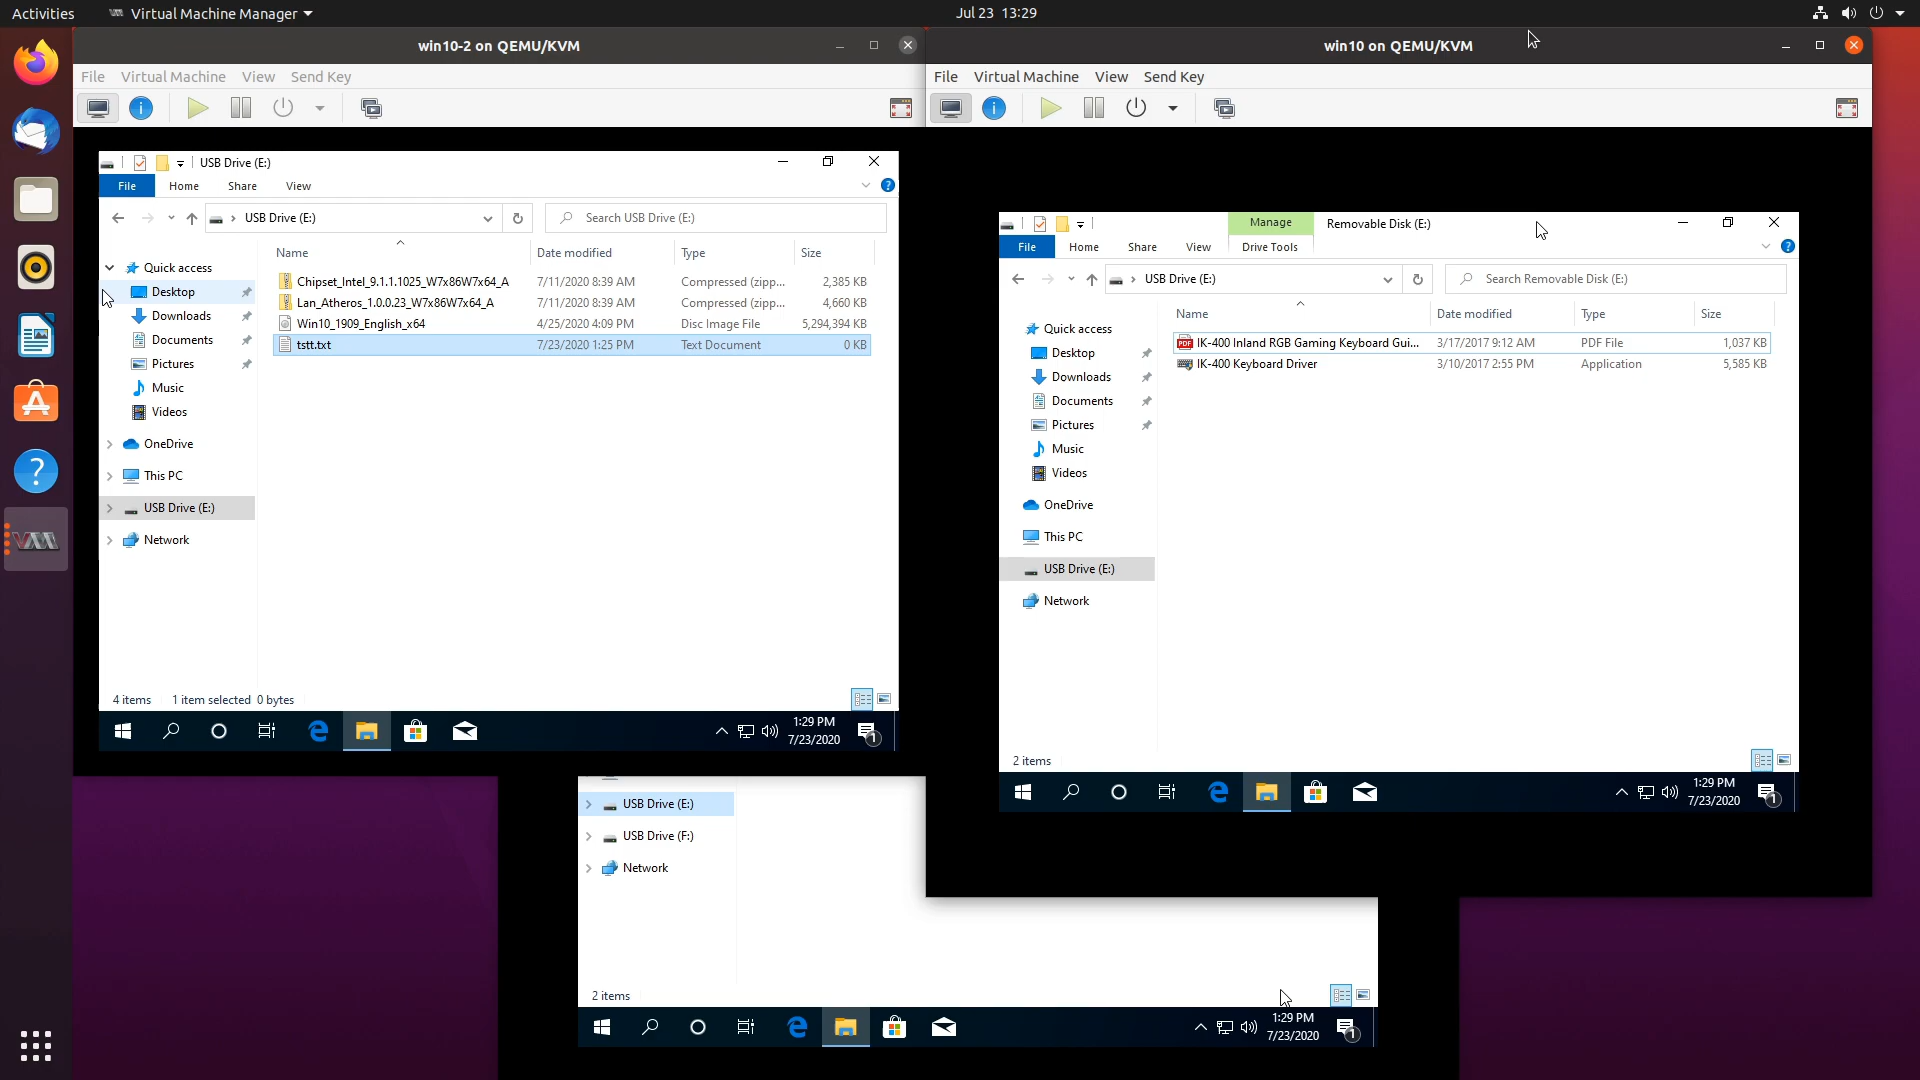 Activities
Virtual Machine Manager
Jul 23 13:29
win10-2 on QEMU/KVM
File Virtual Machine View Send Key
USB Drive (E:)
File Home Share View
USB Drive (E:)
Search USB Drive (E:)
Name Date modified Type Size
Quick access
Desktop
Downloads
Documents
Pictures
Music
Videos
OneDrive
This PC
USB Drive (E:)
Network
Chipset_Intel_9.1.1.1025_W7x86W7x64_A 7/11/2020 8:39 AM Compressed (zipp... 2,385 KB
Lan_Atheros_1.0.0.23_W7x86W7x64_A 7/11/2020 8:39 AM Compressed (zipp... 4,660 KB
Win10_1909_English_x64 4/25/2020 4:09 PM Disc Image File 5,294,394 KB
tstt.txt 7/23/2020 1:25 PM Text Document 0 KB
4 items 1 item selected 0 bytes
1:29 PM
7/23/2020
1
win10 on QEMU/KVM
File Virtual Machine View Send Key
Manage Removable Disk (E:)
File Home Share View Drive Tools
USB Drive (E:)
Search Removable Disk (E:)
Name Date modified Type Size
Quick access
Desktop
Downloads
Documents
Pictures
Music
Videos
OneDrive
This PC
USB Drive (E:)
Network
IK-400 Inland RGB Gaming Keyboard Gui... 3/17/2017 9:12 AM PDF File 1,037 KB
IK-400 Keyboard Driver 3/10/2017 2:55 PM Application 5,585 KB
2 items
1:29 PM
7/23/2020
1
USB Drive (E:)
USB Drive (F:)
Network
2 items
1:29 PM
7/23/2020
1